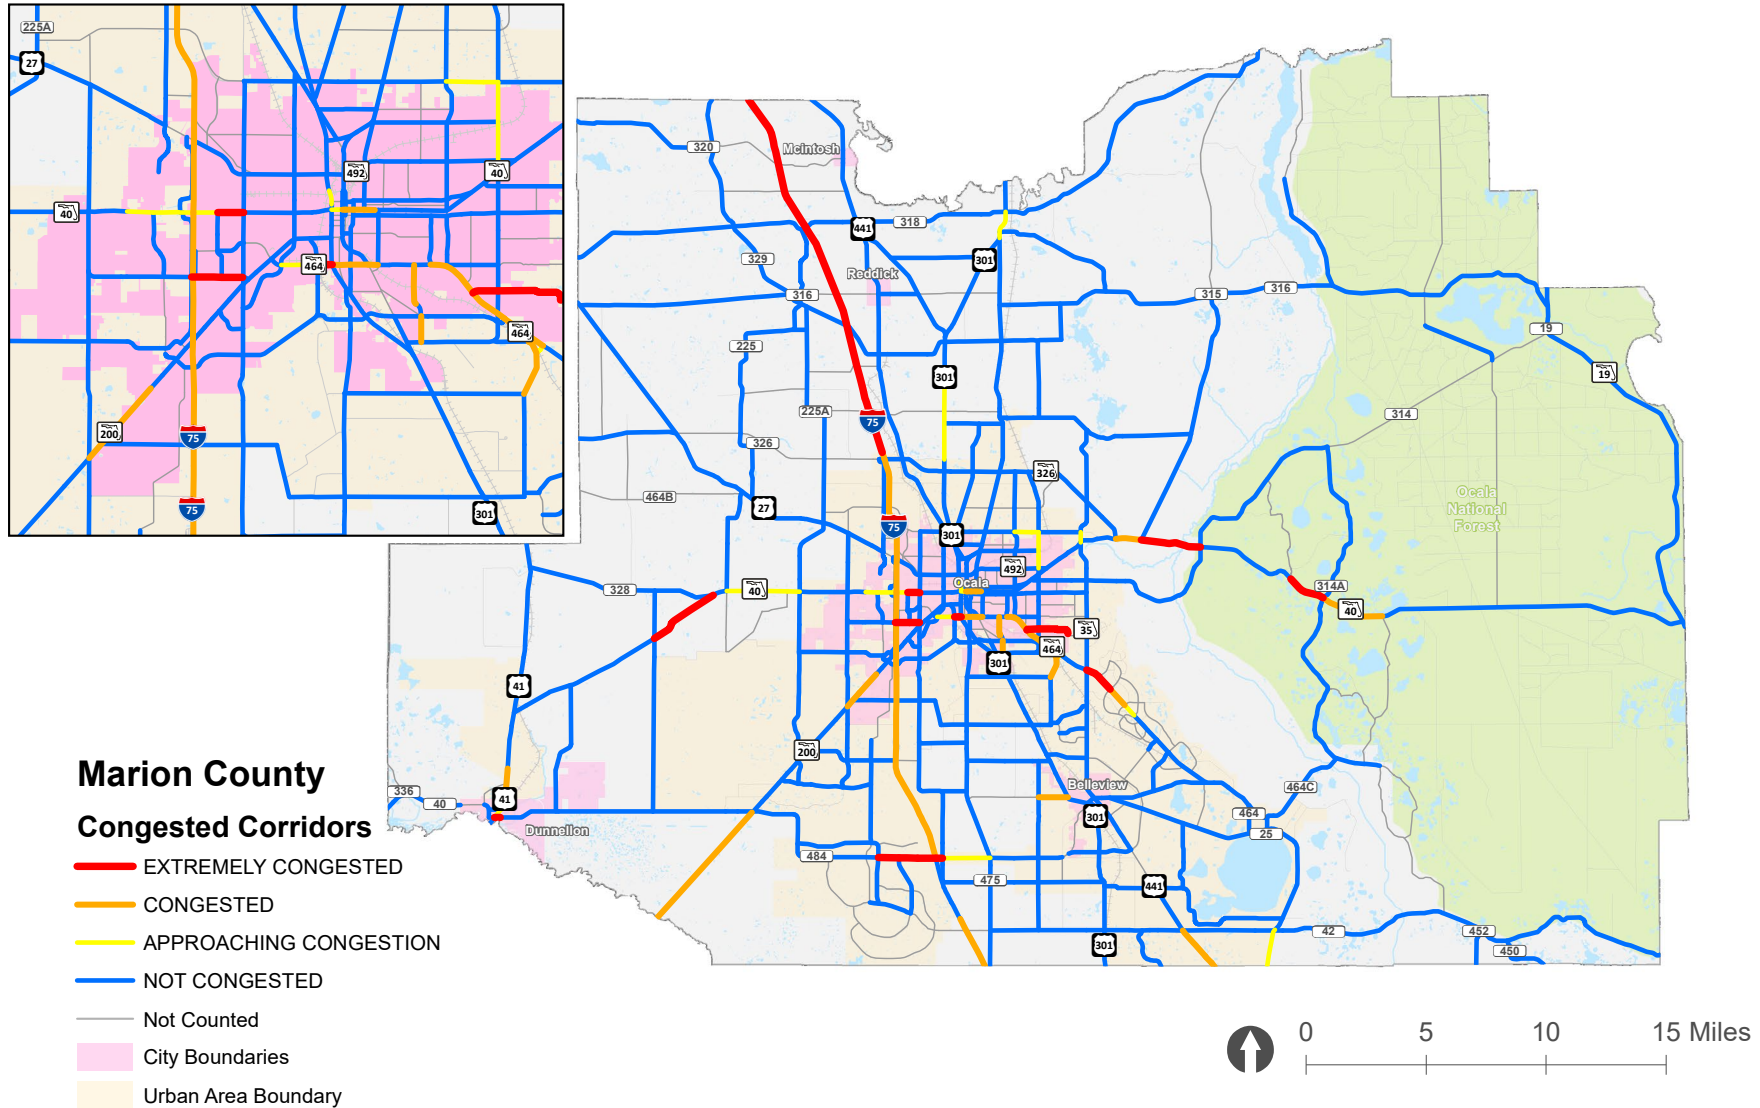 225A
27
492
40
40
464
464
200
75
75
301
320
McIntosh
441
318
329
301
Reddick
316
315
316
19
225
19
301
225A
75
314
326
326
464B
27
Ocala
National
Forest
75
301
492
Ocala
328
40
314A
40
35
464
301
41
200
Marion County
336
40
41
Belleview
464C
Congested Corridors
301
464
Dunnellon
25
484
EXTREMELY CONGESTED
475
441
CONGESTED
42
452
APPROACHING CONGESTION
301
450
NOT CONGESTED
Not Counted
0 5 10 15 Miles
City Boundaries
Urban Area Boundary